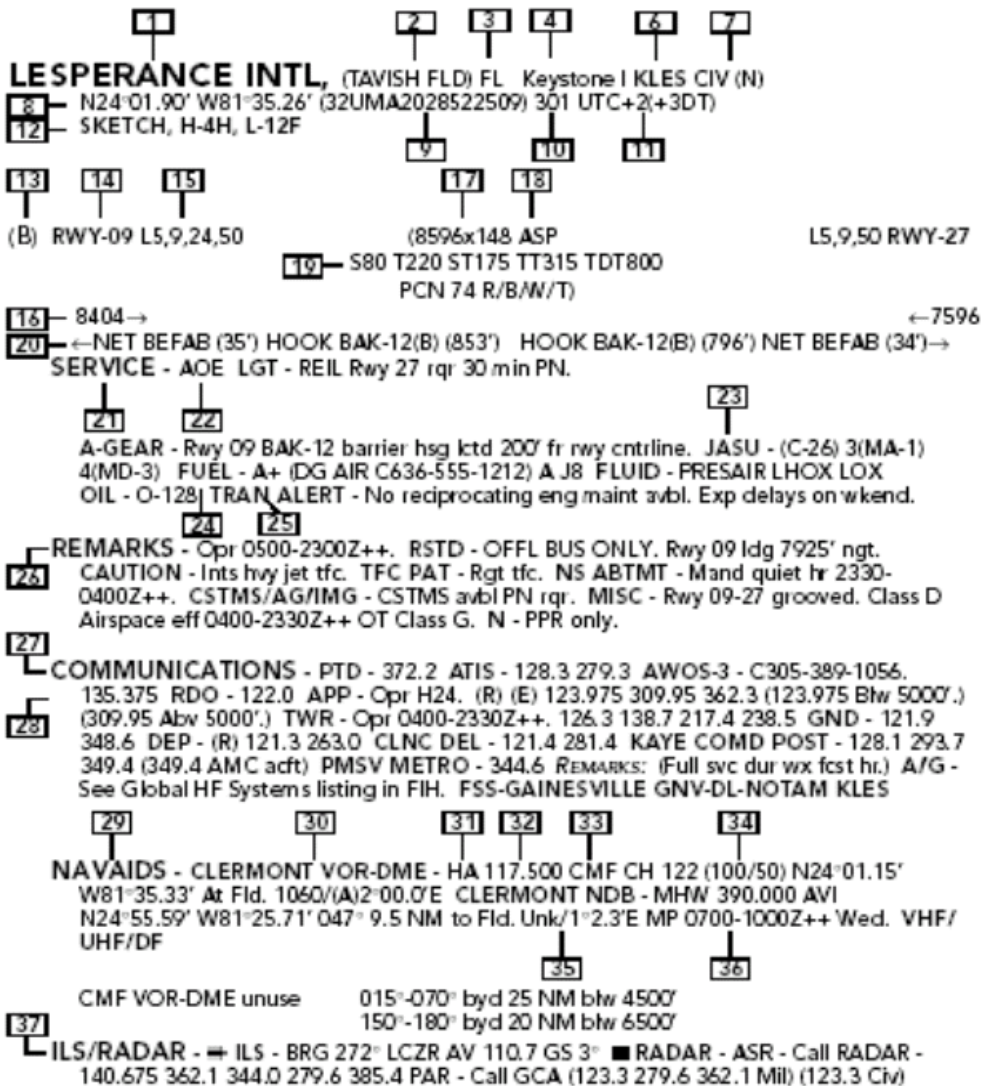 1 2 3 4 6 7
LESPERANCE INTL, (TAVISH FLD) FL Keystone I KLES CIV (N)
8 N24°01.90' W81°35.26' (32UMA2028522509) 301 UTC+2(+3DT)
12 SKETCH, H-4H, L-12F
9 10 11
13 14 15 17 18
(B) RWY-09 L5,9,24,50 (8596x148 ASP L5,9,50 RWY-27
19 S80 T220 ST175 TT315 TDT800
PCN 74 R/B/W/T)
16 8404→ ←7596
20 ←NET BEFAB (35') HOOK BAK-12(B) (853') HOOK BAK-12(B) (796') NET BEFAB (34')→
SERVICE - AOE LGT - REIL Rwy 27 rqr 30 min PN.
21 22 23
A-GEAR - Rwy 09 BAK-12 barrier hsg lctd 200' fr rwy cntrline. JASU - (C-26) 3(MA-1)
4(MD-3) FUEL - A+ (DG AIR C636-555-1212) A J8 FLUID - PRESAIR LHOX LOX
OIL - O-128 TRAN ALERT - No reciprocating eng maint avbl. Exp delays on wkend.
24 25
REMARKS - Opr 0500-2300Z++. RSTD - OFFL BUS ONLY. Rwy 09 ldg 7925' ngt.
26 CAUTION - Ints hvy jet tfc. TFC PAT - Rgt tfc. NS ABTMT - Mand quiet hr 2330-
0400Z++. CSTMS/AG/IMG - CSTMS avbl PN rqr. MISC - Rwy 09-27 grooved. Class D
Airspace eff 0400-2330Z++ OT Class G. N - PPR only.
27
COMMUNICATIONS - PTD - 372.2 ATIS - 128.3 279.3 AWOS-3 - C305-389-1056.
135.375 RDO - 122.0 APP - Opr H24. (R) (E) 123.975 309.95 362.3 (123.975 Blw 5000'.)
28 (309.95 Abv 5000'.) TWR - Opr 0400-2330Z++. 126.3 138.7 217.4 238.5 GND - 121.9
348.6 DEP - (R) 121.3 263.0 CLNC DEL - 121.4 281.4 KAYE COMD POST - 128.1 293.7
349.4 (349.4 AMC acft) PMSV METRO - 344.6 REMARKS: (Full svc dur wx fcst hr.) A/G -
See Global HF Systems listing in FIH. FSS-GAINESVILLE GNV-DL-NOTAM KLES
29 30 31 32 33 34
NAVAIDS - CLERMONT VOR-DME - HA 117.500 CMF CH 122 (100/50) N24°01.15'
W81°35.33' At Fld. 1060/(A)2°00.0'E CLERMONT NDB - MHW 390.000 AVI
N24°55.59' W81°25.71' 047° 9.5 NM to Fld. Unk/1°2.3'E MP 0700-1000Z++ Wed. VHF/
UHF/DF
35 36
CMF VOR-DME unuse 015°-070° byd 25 NM blw 4500'
150°-180° byd 20 NM blw 6500'
37
ILS/RADAR - ILS - BRG 272° LCZR AV 110.7 GS 3° ■ RADAR - ASR - Call RADAR -
140.675 362.1 344.0 279.6 385.4 PAR - Call GCA (123.3 279.6 362.1 Mil) (123.3 Civ)